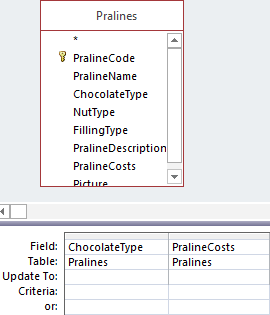 Pralines
*
PralineCode
PralineName
ChocolateType
NutType
FillingType
PralineDescription
PralineCosts
Picture
Field: ChocolateType PralineCosts
Table: Pralines Pralines
Update To:
Criteria:
or: